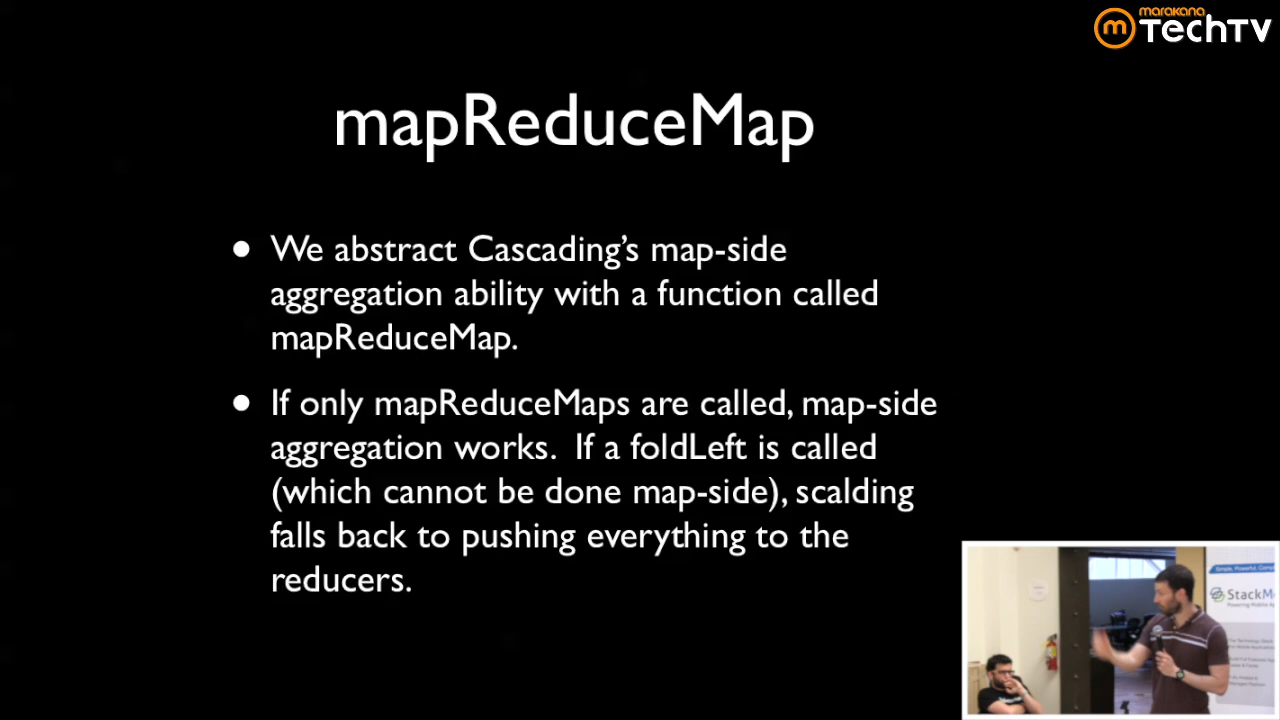 marakana
m TechTV
mapReduceMap
• We abstract Cascading’s map-side
aggregation ability with a function called
mapReduceMap.
• If only mapReduceMaps are called, map-side
aggregation works. If a foldLeft is called
(which cannot be done map-side), scalding
falls back to pushing everything to the
reducers.
Simple, Powerful,
StackM